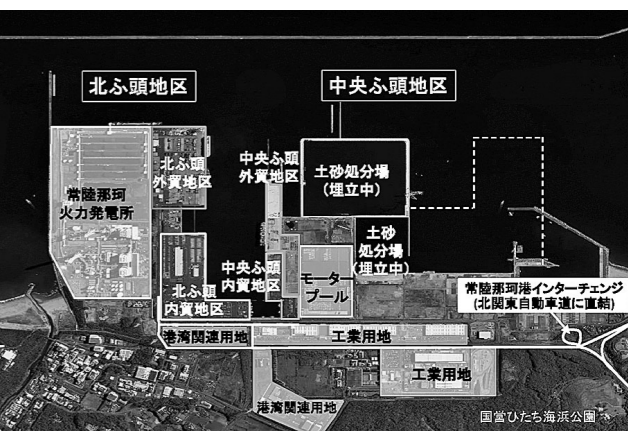 北ふ頭地区
中央ふ頭地区
北ふ頭
外貿地区
中央ふ頭
外貿地区
土砂処分場
(埋立中)
常陸那珂
火力発電所
土砂
処分場
(埋立中)
中央ふ頭
内貿地区
モーター
プール
北ふ頭
内貿地区
常陸那珂港インターチェンジ
(北関東自動車道に直結)
港湾関連用地
工業用地
工業用地
港湾関連用地
国営ひたち海浜公園